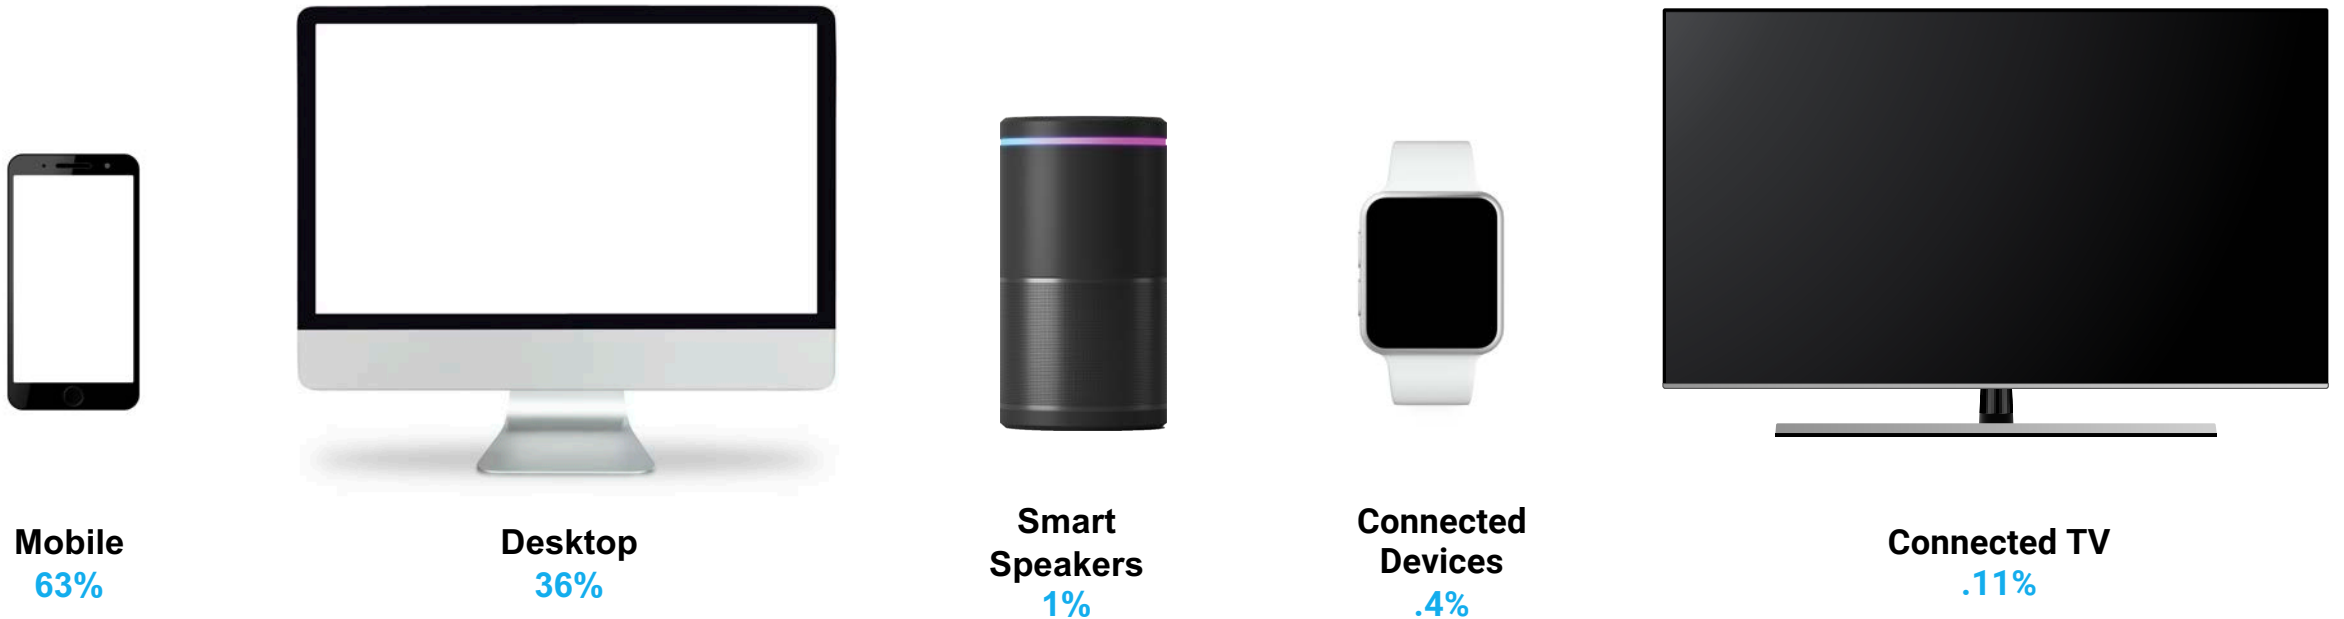 Mobile
63%
Desktop
36%
Smart
Speakers
1%
Connected
Devices
.4%
Connected TV
.11%